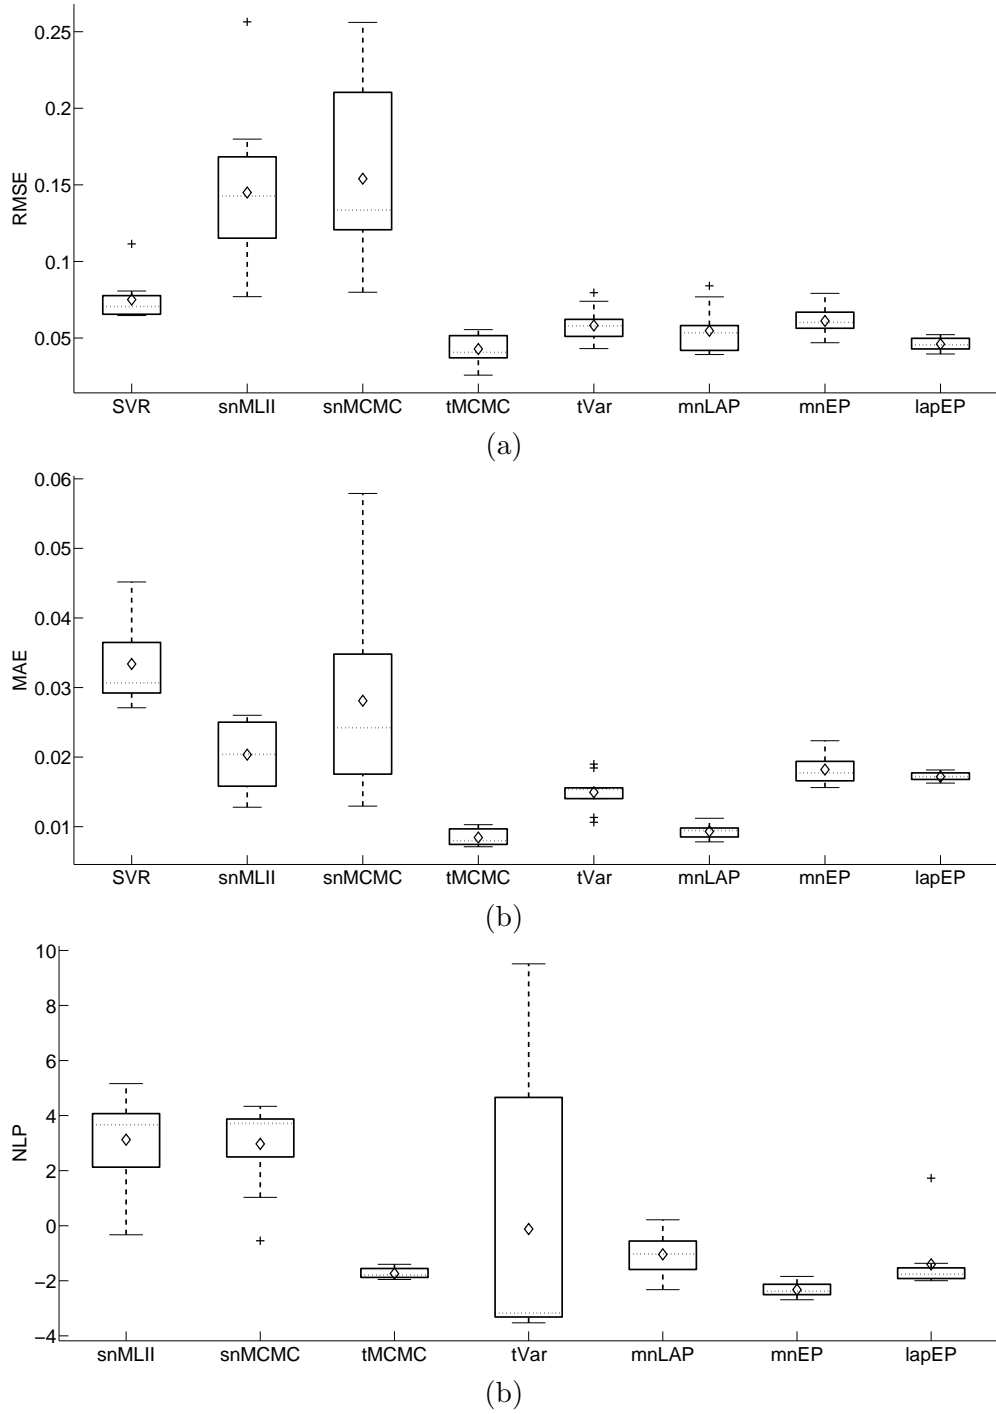 0.25
0.2
0.15
0.1
0.05
RMSE
SVR snMLII snMCMC tMCMC tVar mnLAP mnEP lapEP
(a)
0.06
0.05
0.04
0.03
0.02
0.01
MAE
SVR snMLII snMCMC tMCMC tVar mnLAP mnEP lapEP
(b)
10
8
6
4
2
0
−2
−4
NLP
snMLII snMCMC tMCMC tVar mnLAP mnEP lapEP
(b)